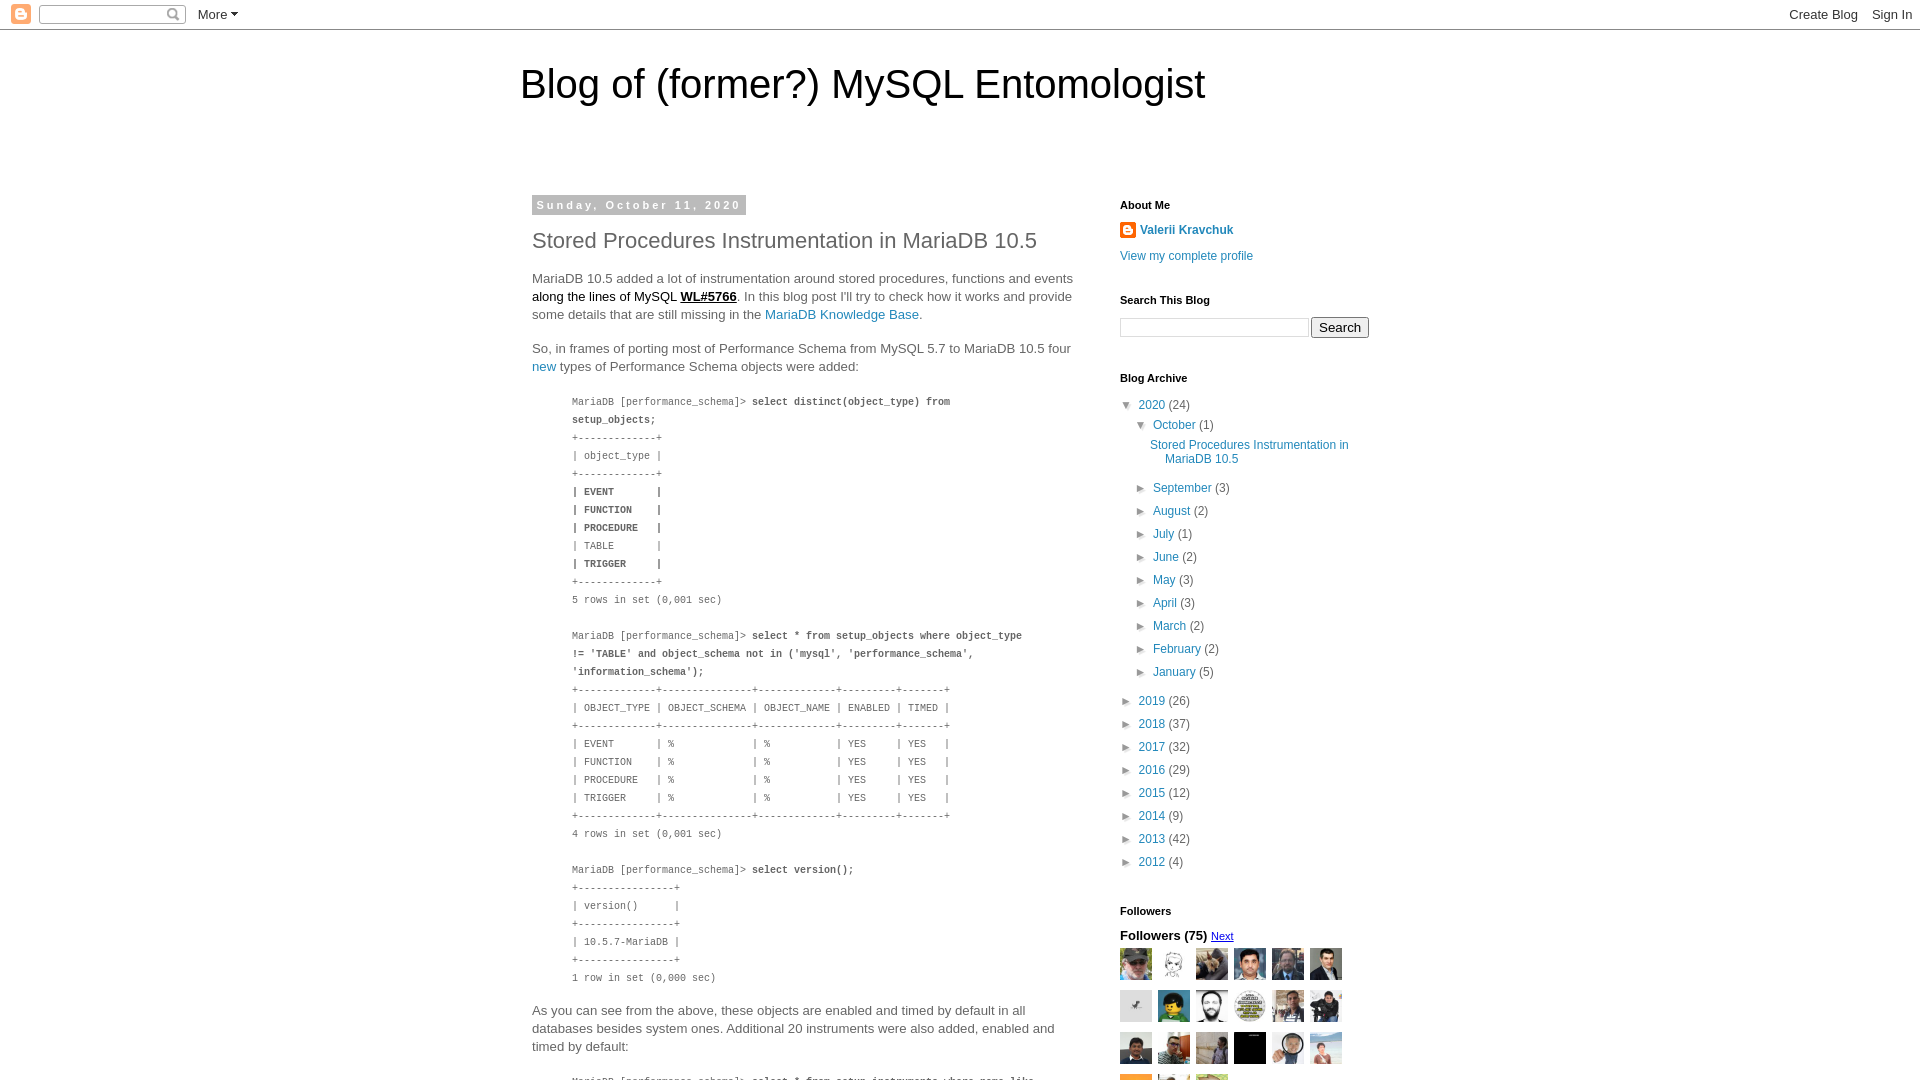 More
Create Blog
Sign In
Blog of (former?) MySQL Entomologist
Sunday, October 11, 2020
Stored Procedures Instrumentation in MariaDB 10.5
MariaDB 10.5 added a lot of instrumentation around stored procedures, functions and events
along the lines of MySQL WL#5766. In this blog post I'll try to check how it works and provide
some details that are still missing in the MariaDB Knowledge Base.
So, in frames of porting most of Performance Schema from MySQL 5.7 to MariaDB 10.5 four
new types of Performance Schema objects were added:
MariaDB [performance_schema]> select distinct(object_type) from
setup_objects;
+-------------+
| object_type |
+-------------+
| EVENT       |
| FUNCTION    |
| PROCEDURE   |
| TABLE       |
| TRIGGER     |
+-------------+
5 rows in set (0,001 sec)
MariaDB [performance_schema]> select * from setup_objects where object_type
!= 'TABLE' and object_schema not in ('mysql', 'performance_schema',
'information_schema');
+-------------+---------------+-------------+---------+-------+
| OBJECT_TYPE | OBJECT_SCHEMA | OBJECT_NAME | ENABLED | TIMED |
+-------------+---------------+-------------+---------+-------+
| EVENT       | %             | %           | YES     | YES   |
| FUNCTION    | %             | %           | YES     | YES   |
| PROCEDURE   | %             | %           | YES     | YES   |
| TRIGGER     | %             | %           | YES     | YES   |
+-------------+---------------+-------------+---------+-------+
4 rows in set (0,001 sec)
MariaDB [performance_schema]> select version();
+----------------+
| version()      |
+----------------+
| 10.5.7-MariaDB |
+----------------+
1 row in set (0,000 sec)
As you can see from the above, these objects are enabled and timed by default in all
databases besides system ones. Additional 20 instruments were also added, enabled and
timed by default:
MariaDB [performance_schema]> select * from setup_instruments where name like
About Me
Valerii Kravchuk
View my complete profile
Search This Blog
Search
Blog Archive
▼ 2020 (24)
▼ October (1)
Stored Procedures Instrumentation in
MariaDB 10.5
► September (3)
► August (2)
► July (1)
► June (2)
► May (3)
► April (3)
► March (2)
► February (2)
► January (5)
► 2019 (26)
► 2018 (37)
► 2017 (32)
► 2016 (29)
► 2015 (12)
► 2014 (9)
► 2013 (42)
► 2012 (4)
Followers
Followers (75) Next